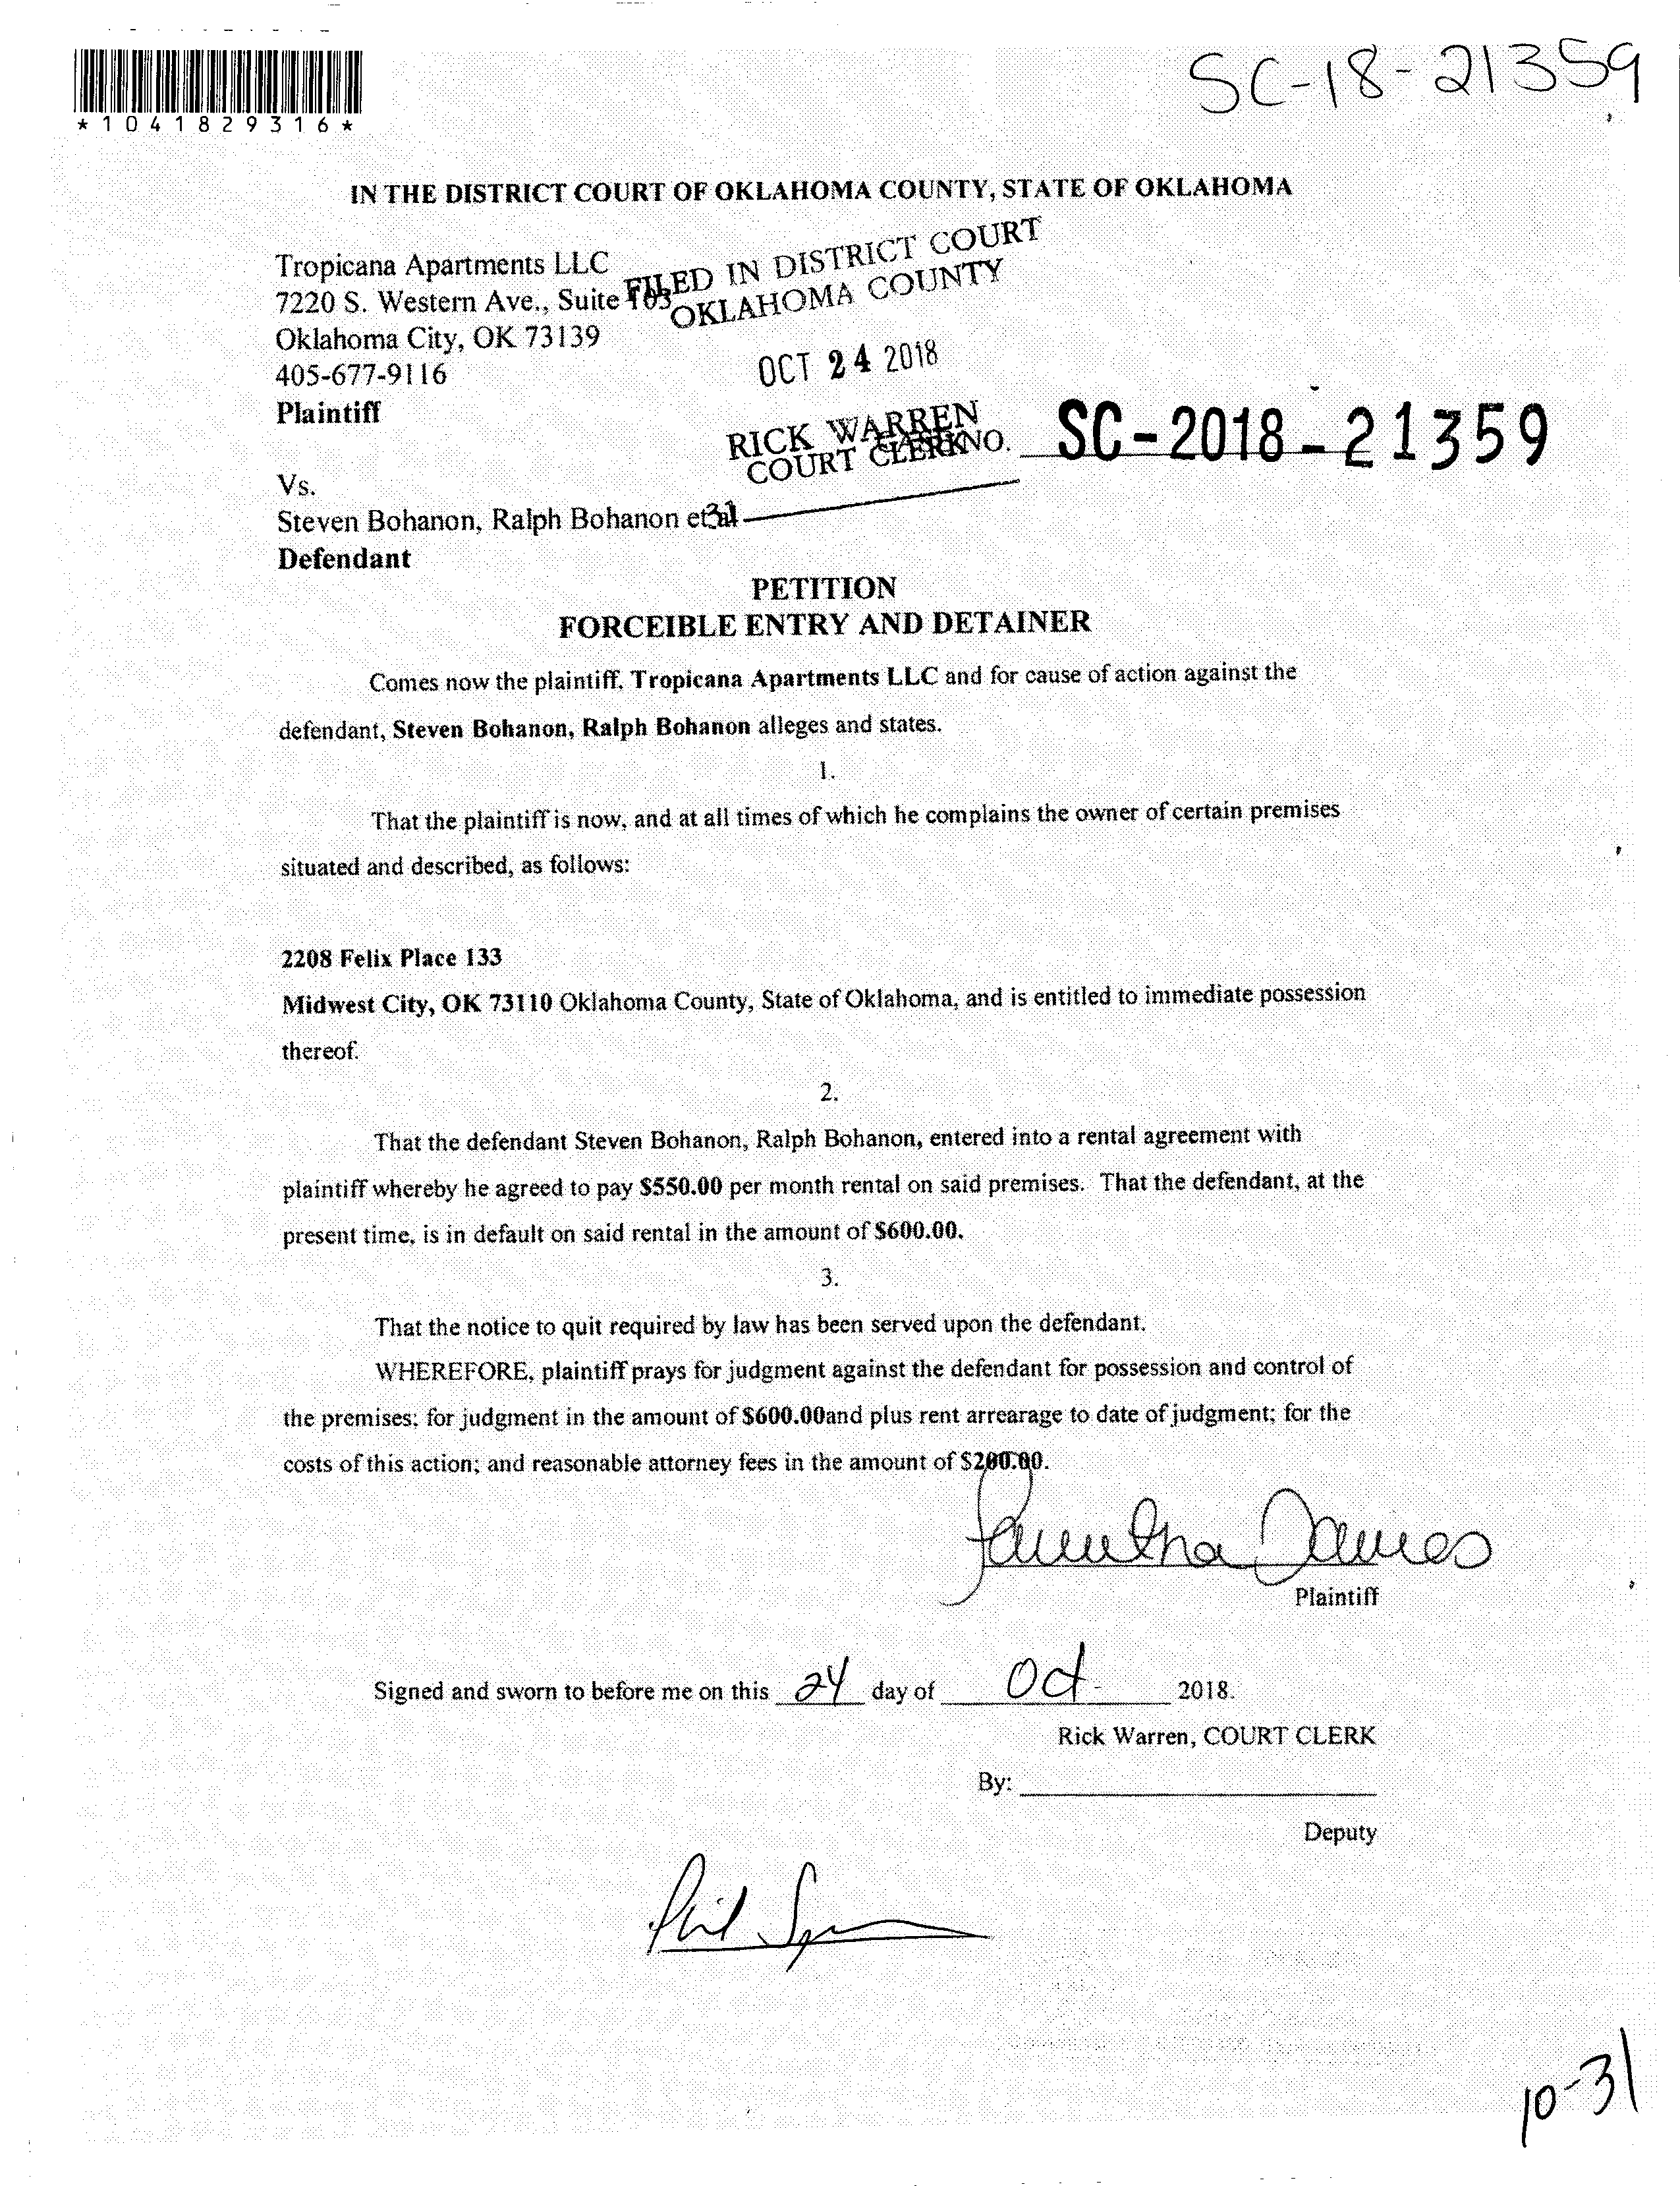 SC-18-21359
*1041829316*
IN THE DISTRICT COURT OF OKLAHOMA COUNTY, STATE OF OKLAHOMA
Tropicana Apartments LLC
7220 S. Western Ave., Suite 103
Oklahoma City, OK 73139
405-677-9116
Plaintiff
FILED IN DISTRICT COURT
OKLAHOMA COUNTY
OCT 24 2018
RICK WARREN
COURT CLERK
CASE NO. SC-2018-21359
Vs.
Steven Bohanon, Ralph Bohanon et al
31
Defendant
PETITION
FORCEIBLE ENTRY AND DETAINER
Comes now the plaintiff, Tropicana Apartments LLC and for cause of action against the
defendant, Steven Bohanon, Ralph Bohanon alleges and states.
1.
That the plaintiff is now, and at all times of which he complains the owner of certain premises
situated and described, as follows:
2208 Felix Place 133
Midwest City, OK 73110 Oklahoma County, State of Oklahoma, and is entitled to immediate possession
thereof.
2.
That the defendant Steven Bohanon, Ralph Bohanon, entered into a rental agreement with
plaintiff whereby he agreed to pay $550.00 per month rental on said premises. That the defendant, at the
present time, is in default on said rental in the amount of $600.00.
3.
That the notice to quit required by law has been served upon the defendant.
WHEREFORE, plaintiff prays for judgment against the defendant for possession and control of
the premises; for judgment in the amount of $600.00and plus rent arrearage to date of judgment; for the
costs of this action; and reasonable attorney fees in the amount of $200.00.
Plaintiff
Signed and sworn to before me on this 24 day of Oct 2018.
Rick Warren, COURT CLERK
By:
Deputy
Phil
10-31